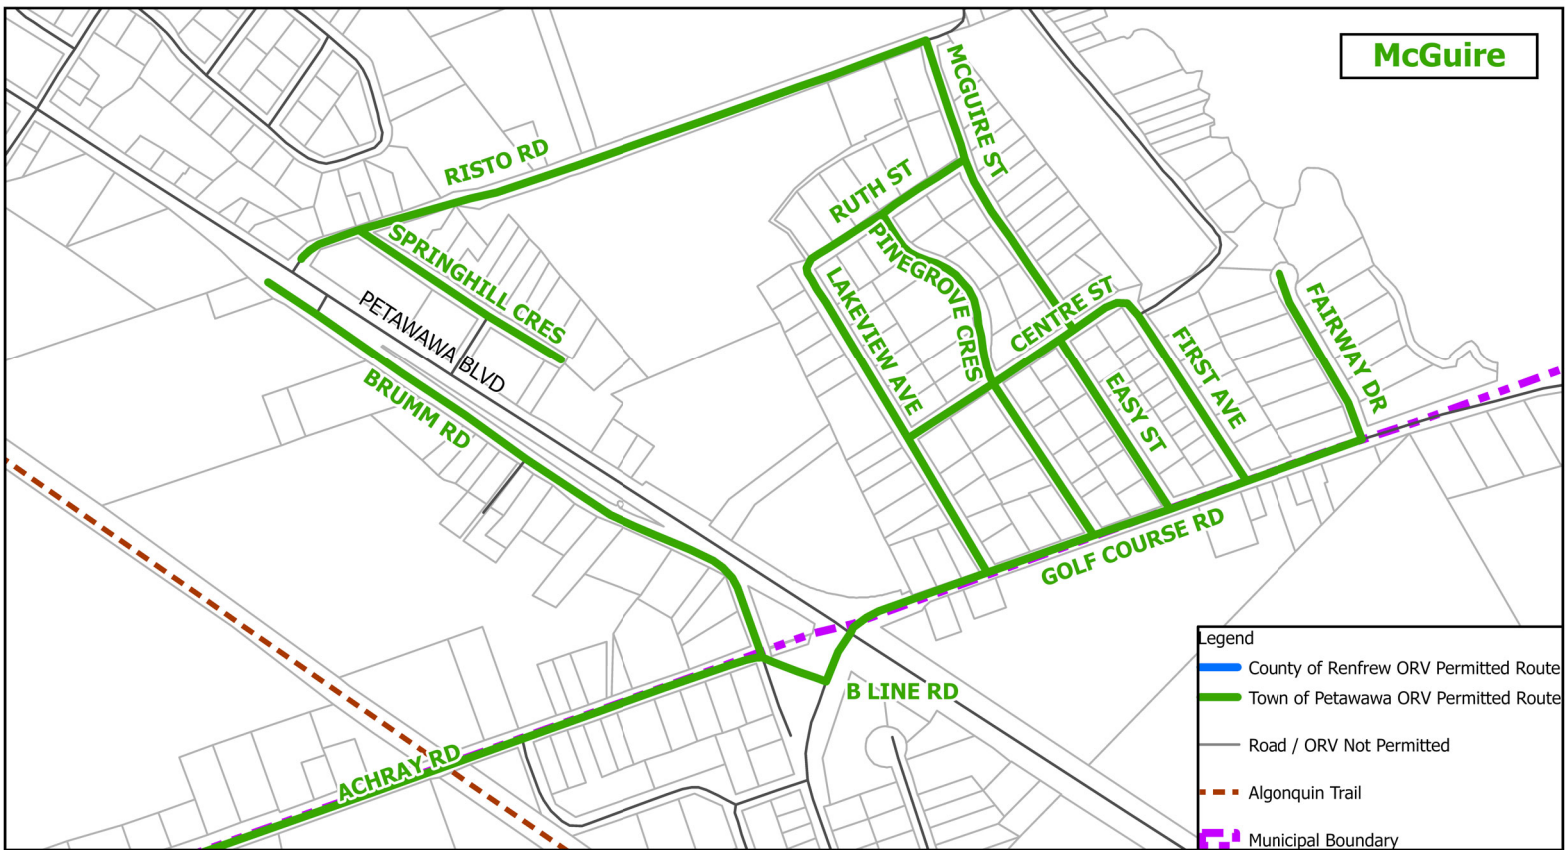 McGuire
MCGUIRE ST
RISTO RD
RUTH ST
SPRINGHILL CRES
PINEGROVE CRES
LAKEVIEW AVE
CENTRE ST
FAIRWAY DR
PETAWAWA BLVD
FIRST AVE
BRUMM RD
EASY ST
GOLF COURSE RD
B LINE RD
ACHRAY RD
Legend
County of Renfrew ORV Permitted Route
Town of Petawawa ORV Permitted Route
Road / ORV Not Permitted
Algonquin Trail
Municipal Boundary